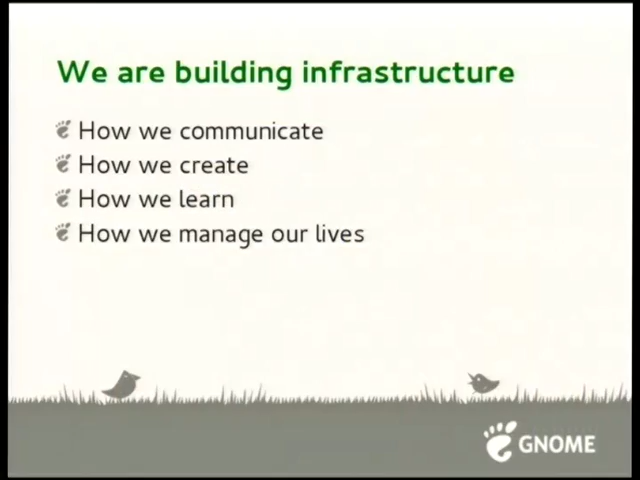 We are building infrastructure
How we communicate
How we create
How we learn
How we manage our lives
GNOME